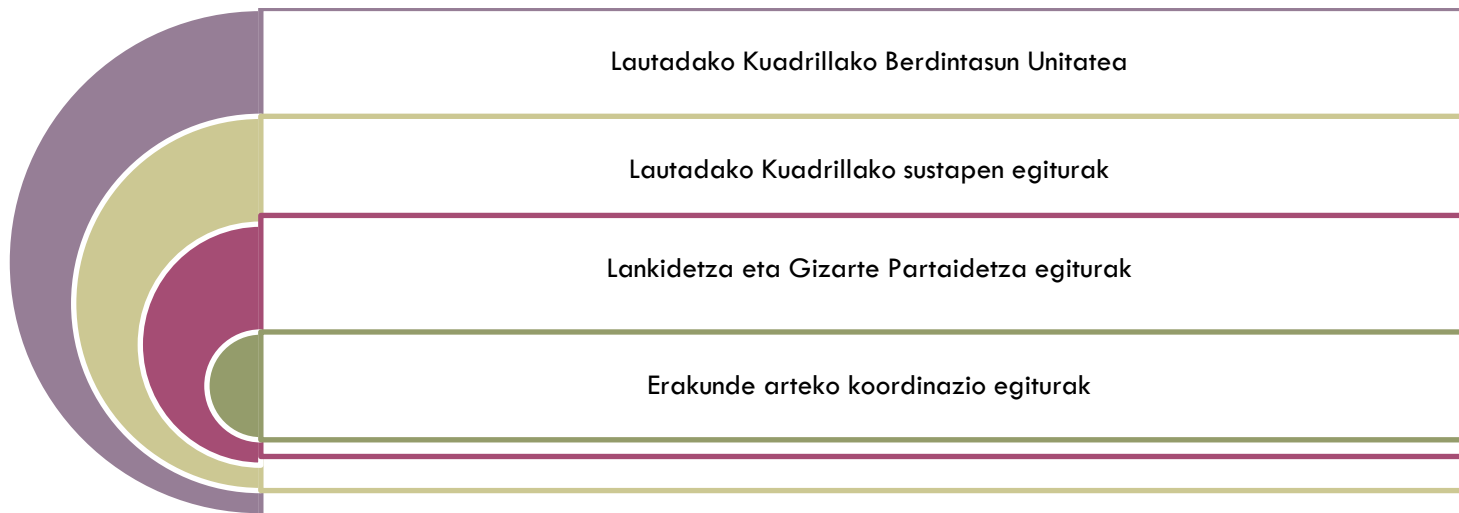 Lautadako Kuadrillako Berdintasun Unitatea
Lautadako Kuadrillako sustapen egiturak
Lankidetza eta Gizarte Partaidetza egiturak
Erakunde arteko koordinazio egiturak